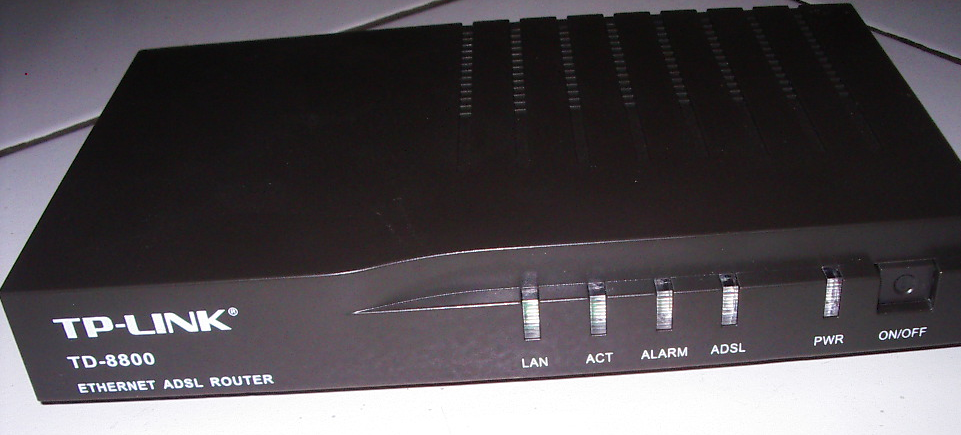 TP-LINK®
TD-8800
ETHERNET ADSL ROUTER
LAN
ACT
ALARM
ADSL
PWR
ON/OFF